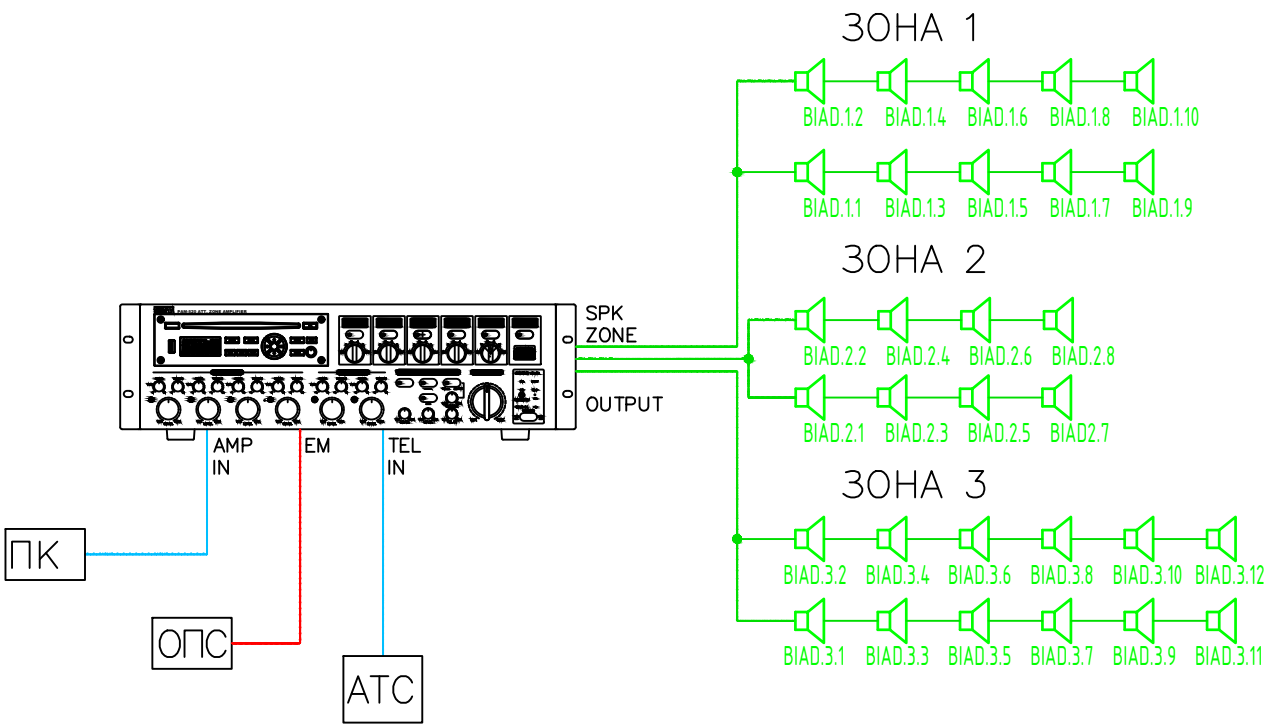 ЗОНА 1
BIAD.1.2 BIAD.1.4 BIAD.1.6 BIAD.1.8 BIAD.1.10
BIAD.1.1 BIAD.1.3 BIAD.1.5 BIAD.1.7 BIAD.1.9
ЗОНА 2
PAM-520 ATT. ZONE AMPLIFIER
SPK
ZONE
BIAD.2.2 BIAD.2.4 BIAD.2.6 BIAD.2.8
OUTPUT
BIAD.2.1 BIAD.2.3 BIAD.2.5 BIAD2.7
AMP
IN
EM
TEL
IN
ЗОНА 3
ПК
BIAD.3.2 BIAD.3.4 BIAD.3.6 BIAD.3.8 BIAD.3.10 BIAD.3.12
ОПС
BIAD.3.1 BIAD.3.3 BIAD.3.5 BIAD.3.7 BIAD.3.9 BIAD.3.11
АТС